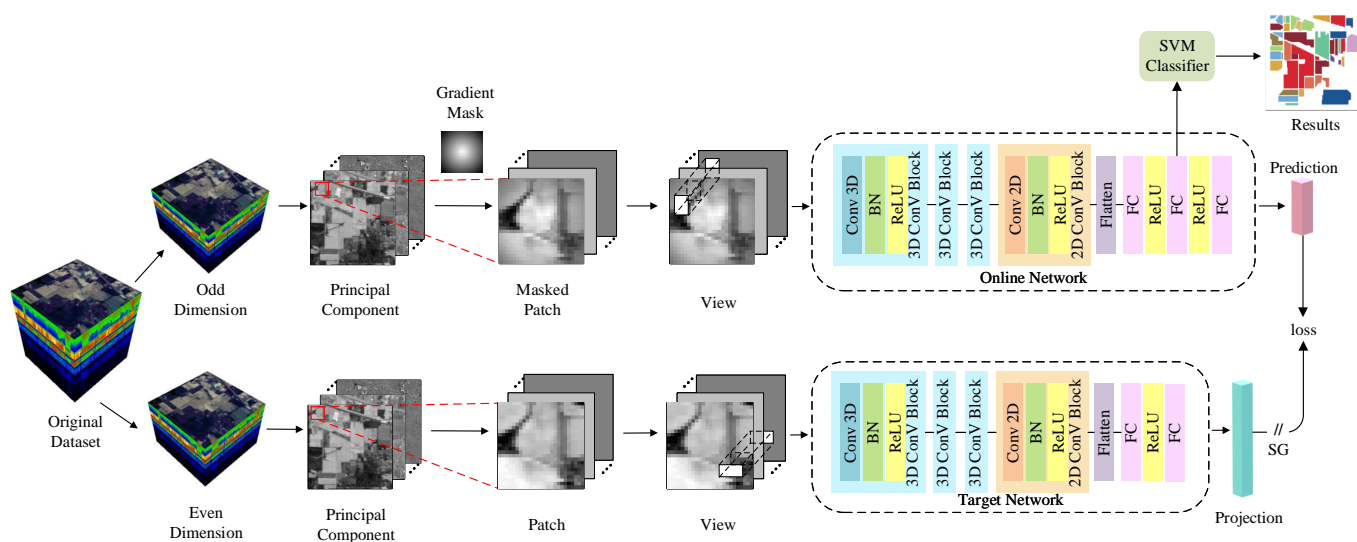 SVM
Classifier
Results
Gradient
Mask
Odd
Dimension
Principal
Component
Masked
Patch
View
Conv 3D
BN
ReLU
3D ConV Block
3D ConV Block
3D ConV Block
Conv 2D
BN
ReLU
2D ConV Block
Flatten
FC
ReLU
FC
ReLU
FC
Online Network
Prediction
loss
Original
Dataset
Even
Dimension
Principal
Component
Patch
View
Conv 3D
BN
ReLU
3D ConV Block
3D ConV Block
3D ConV Block
Conv 2D
BN
ReLU
2D ConV Block
Flatten
FC
ReLU
FC
Target Network
Projection
//
SG